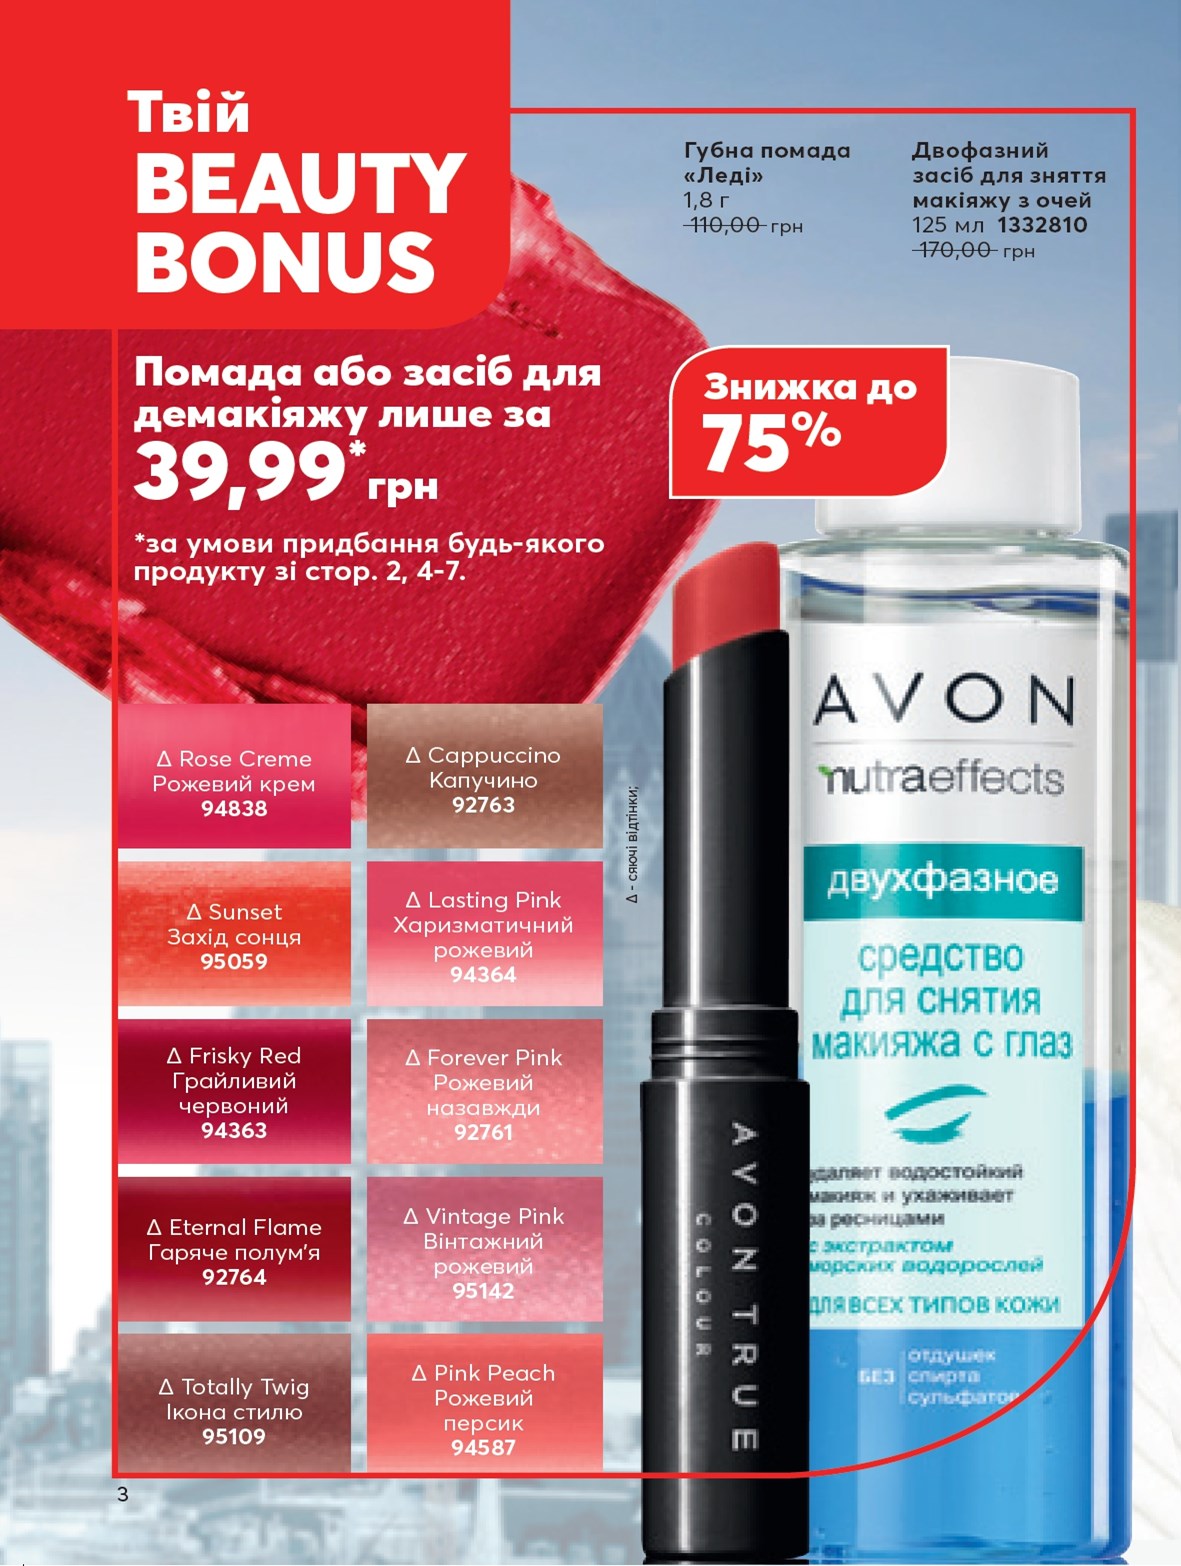 Твій
BEAUTY
BONUS
Губна помада
«Леді»
1,8 г
110,00 грн
Двофазний
засіб для зняття
макіяжу з очей
125 мл 1332810
170,00 грн
Помада або засіб для
демакіяжу лише за
39,99* грн
*за умови придбання будь-якого
продукту зі стор. 2, 4-7.
Знижка до
75%
Δ Rose Creme
Рожевий крем
94838
Δ Cappuccino
Капучино
92763
Δ Sunset
Захід сонця
95059
Δ Lasting Pink
Харизматичний
рожевий
94364
Δ Frisky Red
Грайливий
червоний
94363
Δ Forever Pink
Рожевий
назавжди
92761
Δ Eternal Flame
Гаряче полум'я
92764
Δ Vintage Pink
Вінтажний
рожевий
95142
Δ Totally Twig
Ікона стилю
95109
Δ Pink Peach
Рожевий
персик
94587
Δ - сяючі відтінки;
AVON TRUE
COLOUR
AVON
nutraeffects
двухфазное
средство
для снятия
макияжа с глаз
удаляет водостойкий
макияж и ухаживает
за ресницами
с экстрактом
морских водорослей
для всех типов кожи
БЕЗ
отдушек
спирта
сульфатов
3